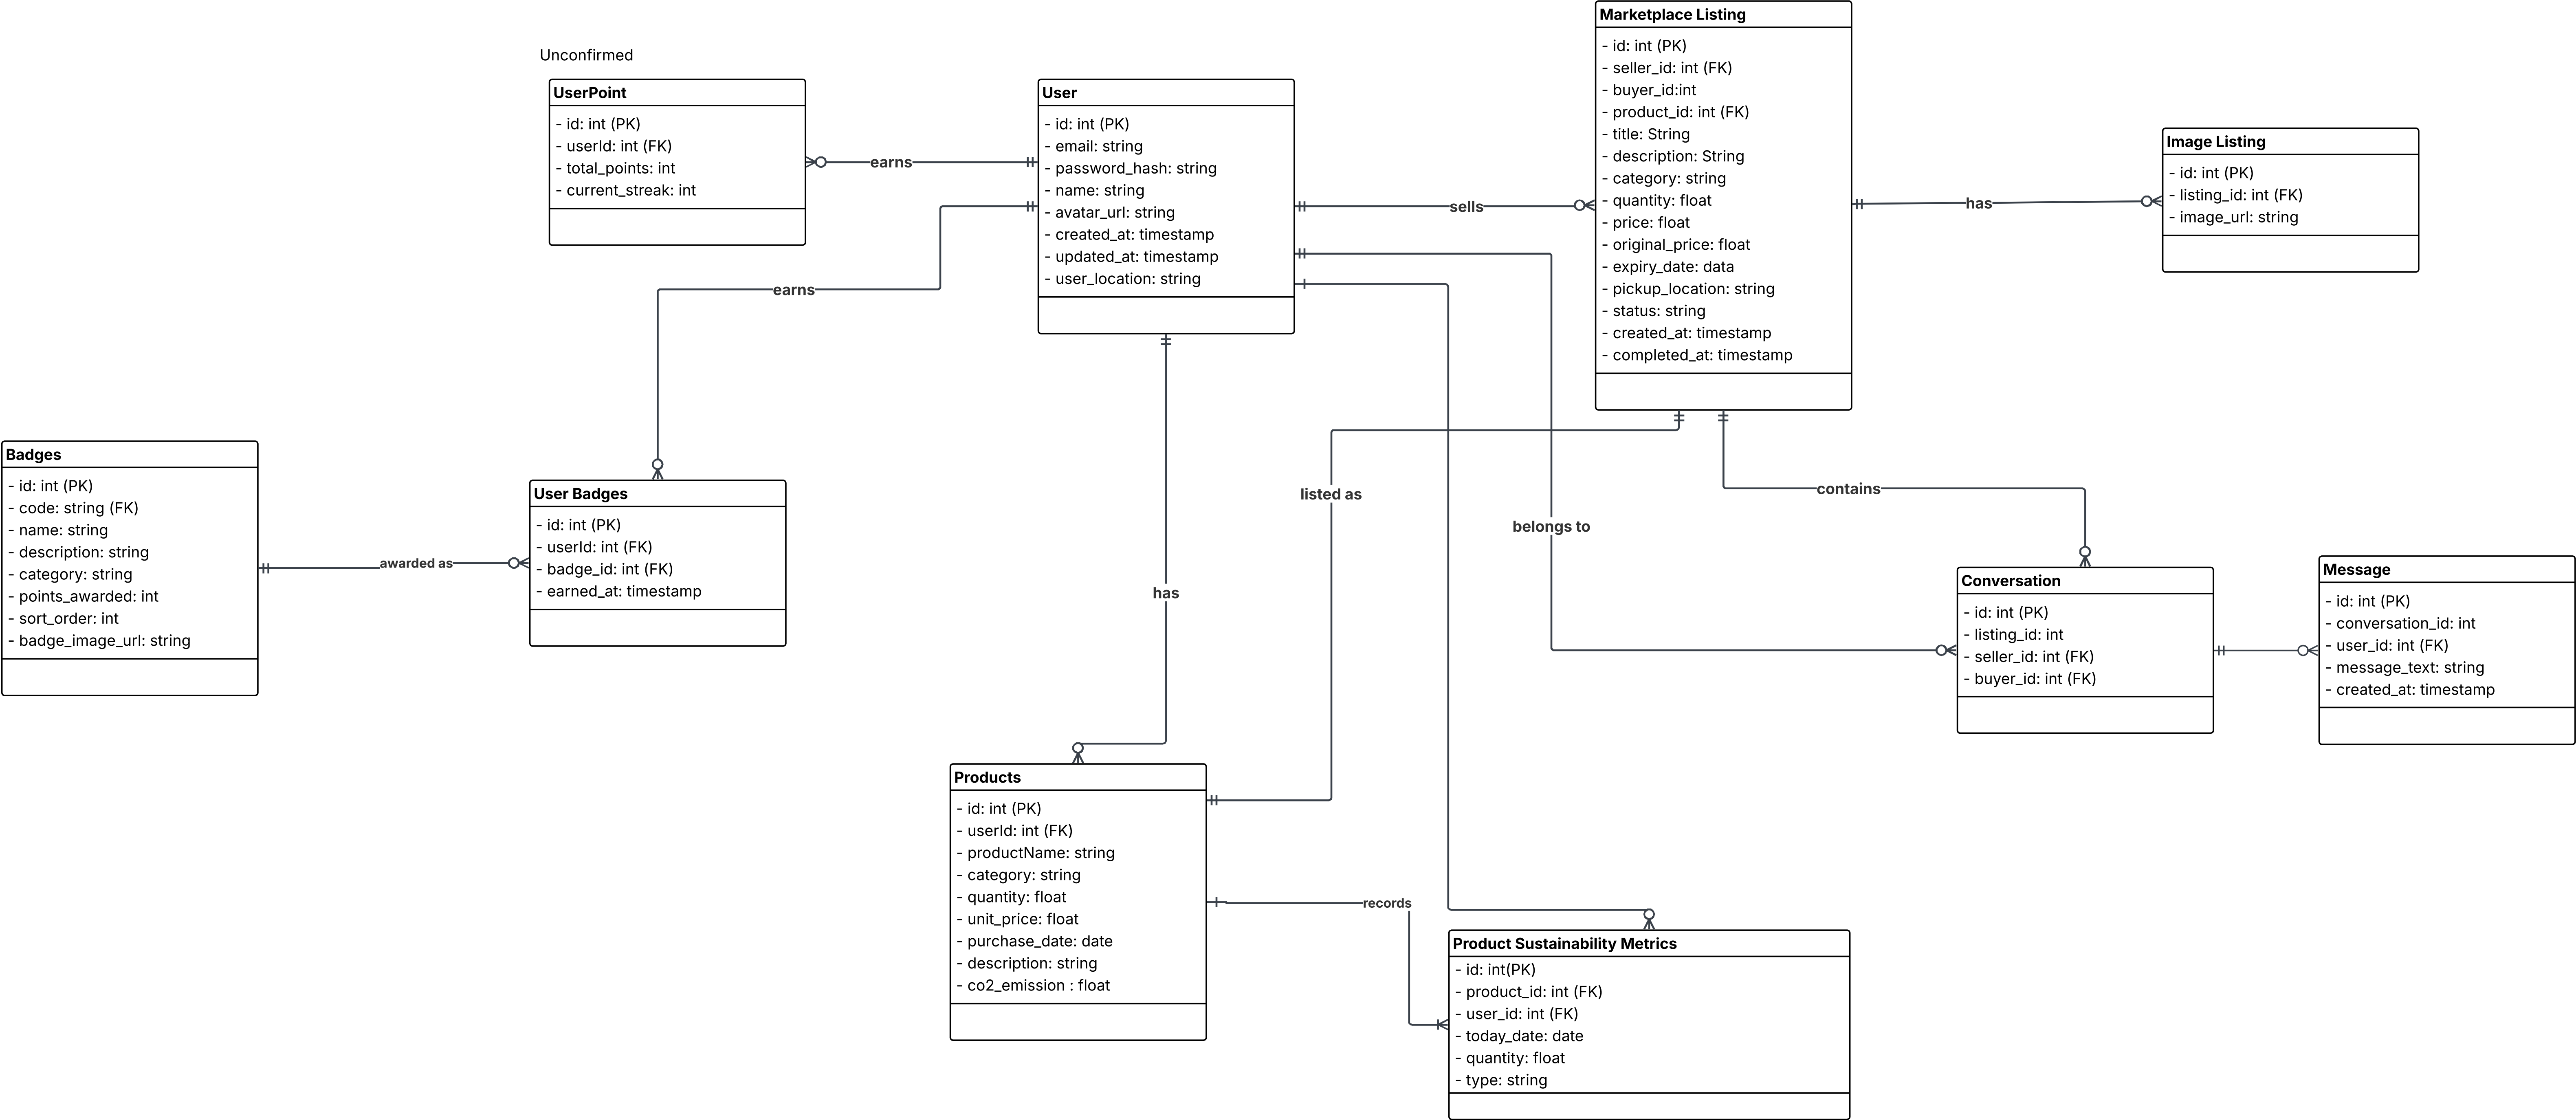 Unconfirmed
UserPoint
- id: int (PK)
- userId: int (FK)
- total_points: int
- current_streak: int
earns
User
- id: int (PK)
- email: string
- password_hash: string
- name: string
- avatar_url: string
- created_at: timestamp
- updated_at: timestamp
- user_location: string
sells
Marketplace Listing
- id: int (PK)
- seller_id: int (FK)
- buyer_id:int
- product_id: int (FK)
- title: String
- description: String
- category: string
- quantity: float
- price: float
- original_price: float
- expiry_date: data
- pickup_location: string
- status: string
- created_at: timestamp
- completed_at: timestamp
has
Image Listing
- id: int (PK)
- listing_id: int (FK)
- image_url: string
earns
Badges
- id: int (PK)
- code: string (FK)
- name: string
- description: string
- category: string
- points_awarded: int
- sort_order: int
- badge_image_url: string
awarded as
User Badges
- id: int (PK)
- userId: int (FK)
- badge_id: int (FK)
- earned_at: timestamp
has
listed as
belongs to
contains
Conversation
- id: int (PK)
- listing_id: int
- seller_id: int (FK)
- buyer_id: int (FK)
Message
- id: int (PK)
- conversation_id: int
- user_id: int (FK)
- message_text: string
- created_at: timestamp
Products
- id: int (PK)
- userId: int (FK)
- productName: string
- category: string
- quantity: float
- unit_price: float
- purchase_date: date
- description: string
- co2_emission : float
records
Product Sustainability Metrics
- id: int(PK)
- product_id: int (FK)
- user_id: int (FK)
- today_date: date
- quantity: float
- type: string